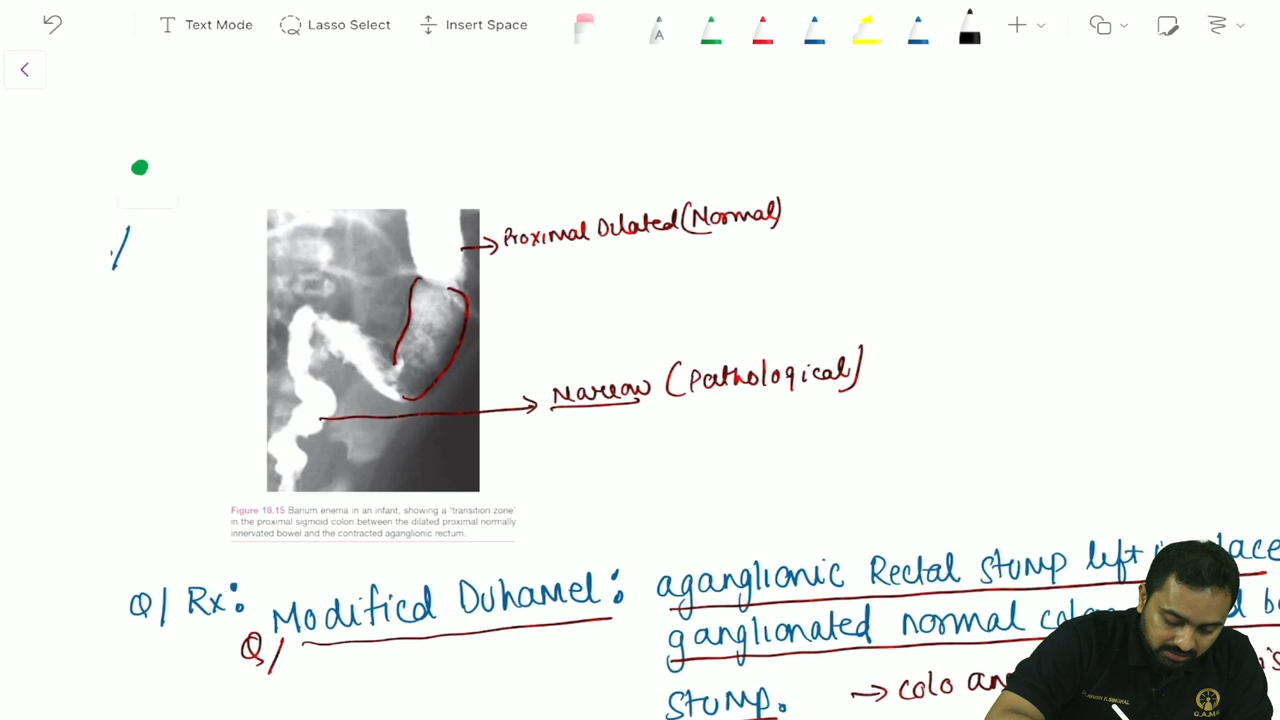 Text Mode
Lasso Select
Insert Space
A
Proximal Dilated (Normal)
Narrow (Pathological)
Figure 18.15 Barium enema in an infant, showing a 'transition zone'
in the proximal sigmoid colon between the dilated proximal normally
innervated bowel and the contracted aganglionic rectum.
Q/ Rx: Modified Duhamel: aganglionic Rectal stump left
Q/
ganglionated normal
stump. → colo
G.A.M.S